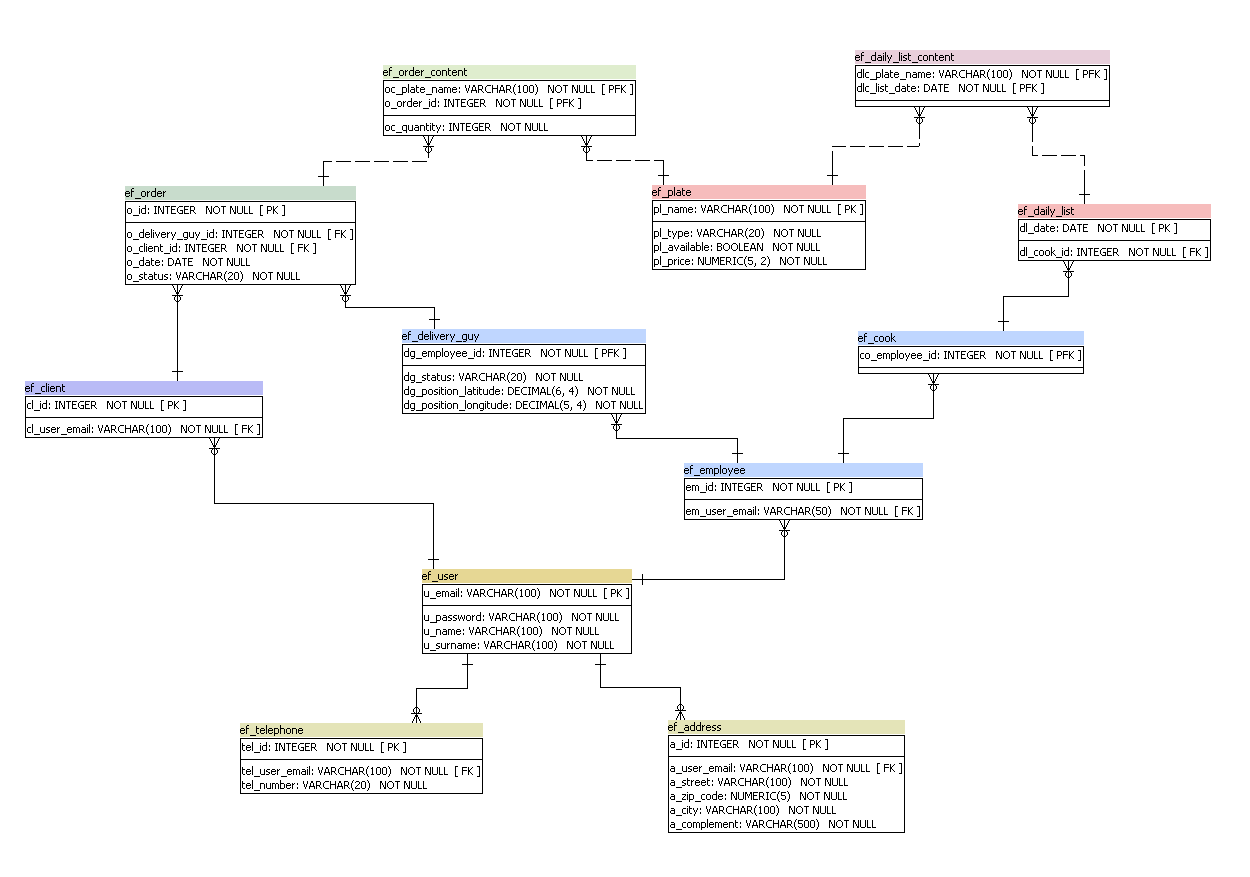 ef_order_content
oc_plate_name: VARCHAR(100)   NOT NULL  [ PFK ]
o_order_id: INTEGER   NOT NULL  [ PFK ]
oc_quantity: INTEGER   NOT NULL
ef_daily_list_content
dlc_plate_name: VARCHAR(100)   NOT NULL  [ PFK ]
dlc_list_date: DATE   NOT NULL  [ PFK ]
ef_order
o_id: INTEGER   NOT NULL  [ PK ]
o_delivery_guy_id: INTEGER   NOT NULL  [ FK ]
o_client_id: INTEGER   NOT NULL  [ FK ]
o_date: DATE   NOT NULL
o_status: VARCHAR(20)   NOT NULL
ef_plate
pl_name: VARCHAR(100)   NOT NULL  [ PK ]
pl_type: VARCHAR(20)   NOT NULL
pl_available: BOOLEAN   NOT NULL
pl_price: NUMERIC(5, 2)   NOT NULL
ef_daily_list
dl_date: DATE   NOT NULL  [ PK ]
dl_cook_id: INTEGER   NOT NULL  [ FK ]
ef_delivery_guy
dg_employee_id: INTEGER   NOT NULL  [ PFK ]
dg_status: VARCHAR(20)   NOT NULL
dg_position_latitude: DECIMAL(6, 4)   NOT NULL
dg_position_longitude: DECIMAL(5, 4)   NOT NULL
ef_cook
co_employee_id: INTEGER   NOT NULL  [ PFK ]
ef_client
cl_id: INTEGER   NOT NULL  [ PK ]
cl_user_email: VARCHAR(100)   NOT NULL  [ FK ]
ef_employee
em_id: INTEGER   NOT NULL  [ PK ]
em_user_email: VARCHAR(50)   NOT NULL  [ FK ]
ef_user
u_email: VARCHAR(100)   NOT NULL  [ PK ]
u_password: VARCHAR(100)   NOT NULL
u_name: VARCHAR(100)   NOT NULL
u_surname: VARCHAR(100)   NOT NULL
ef_telephone
tel_id: INTEGER   NOT NULL  [ PK ]
tel_user_email: VARCHAR(100)   NOT NULL  [ FK ]
tel_number: VARCHAR(20)   NOT NULL
ef_address
a_id: INTEGER   NOT NULL  [ PK ]
a_user_email: VARCHAR(100)   NOT NULL  [ FK ]
a_street: VARCHAR(100)   NOT NULL
a_zip_code: NUMERIC(5)   NOT NULL
a_city: VARCHAR(100)   NOT NULL
a_complement: VARCHAR(500)   NOT NULL